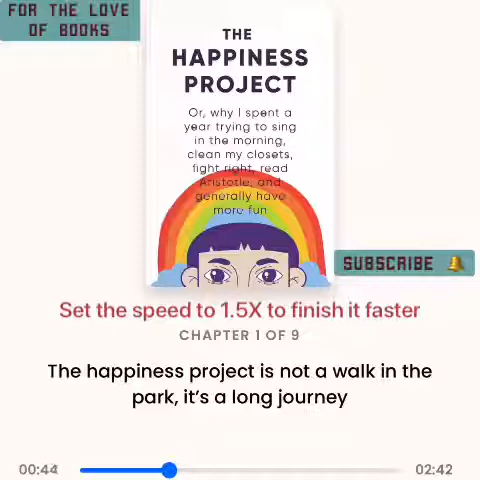 FOR THE LOVE
OF BOOKS
THE
HAPPINESS
PROJECT
Or, why I spent a
year trying to sing
in the morning,
clean my closets,
fight right, read
Aristotle, and
generally have
more fun
SUBSCRIBE
Set the speed to 1.5X to finish it faster
CHAPTER 1 OF 9
The happiness project is not a walk in the
park, it's a long journey
00:44
02:42